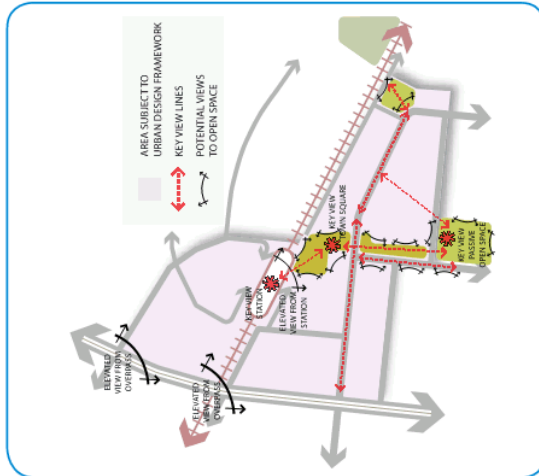 AREA SUBJECT TO
URBAN DESIGN FRAMEWORK
KEY VIEW LINES
POTENTIAL VIEWS
TO OPEN SPACE
ELEVATED
VIEW FROM
OVERPASS
ELEVATED
VIEW FROM
OVERPASS
KEY VIEW
STATION
ELEVATED
VIEW FROM
STATION
KEY VIEW
TOWN SQUARE
KEY VIEW
PASSIVE
OPEN SPACE